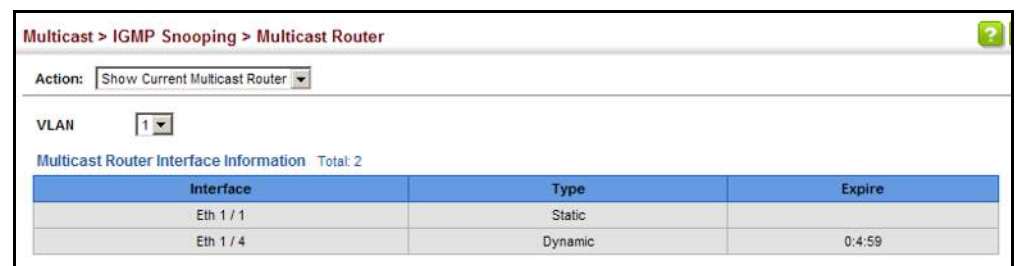 Multicast > IGMP Snooping > Multicast Router ?
Action: Show Current Multicast Router
VLAN 1
Multicast Router Interface Information Total: 2
Interface Type Expire
Eth 1 / 1 Static
Eth 1 / 4 Dynamic 0:4:59